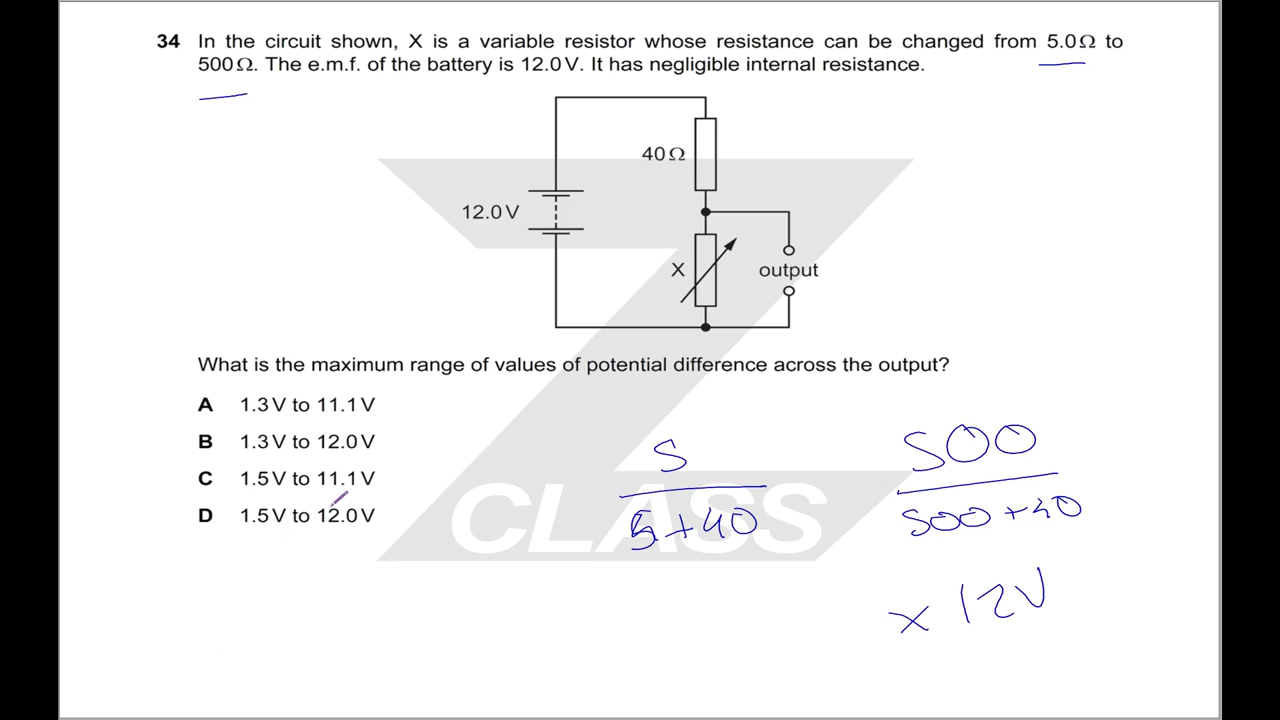 34 In the circuit shown, X is a variable resistor whose resistance can be changed from 5.0Ω to
500Ω. The e.m.f. of the battery is 12.0V. It has negligible internal resistance.
40Ω
12.0V
X
output
What is the maximum range of values of potential difference across the output?
A 1.3V to 11.1V
B 1.3V to 12.0V
C 1.5V to 11.1V
D 1.5V to 12.0V
5
5+40
500
500+40
x 12V
CLASS